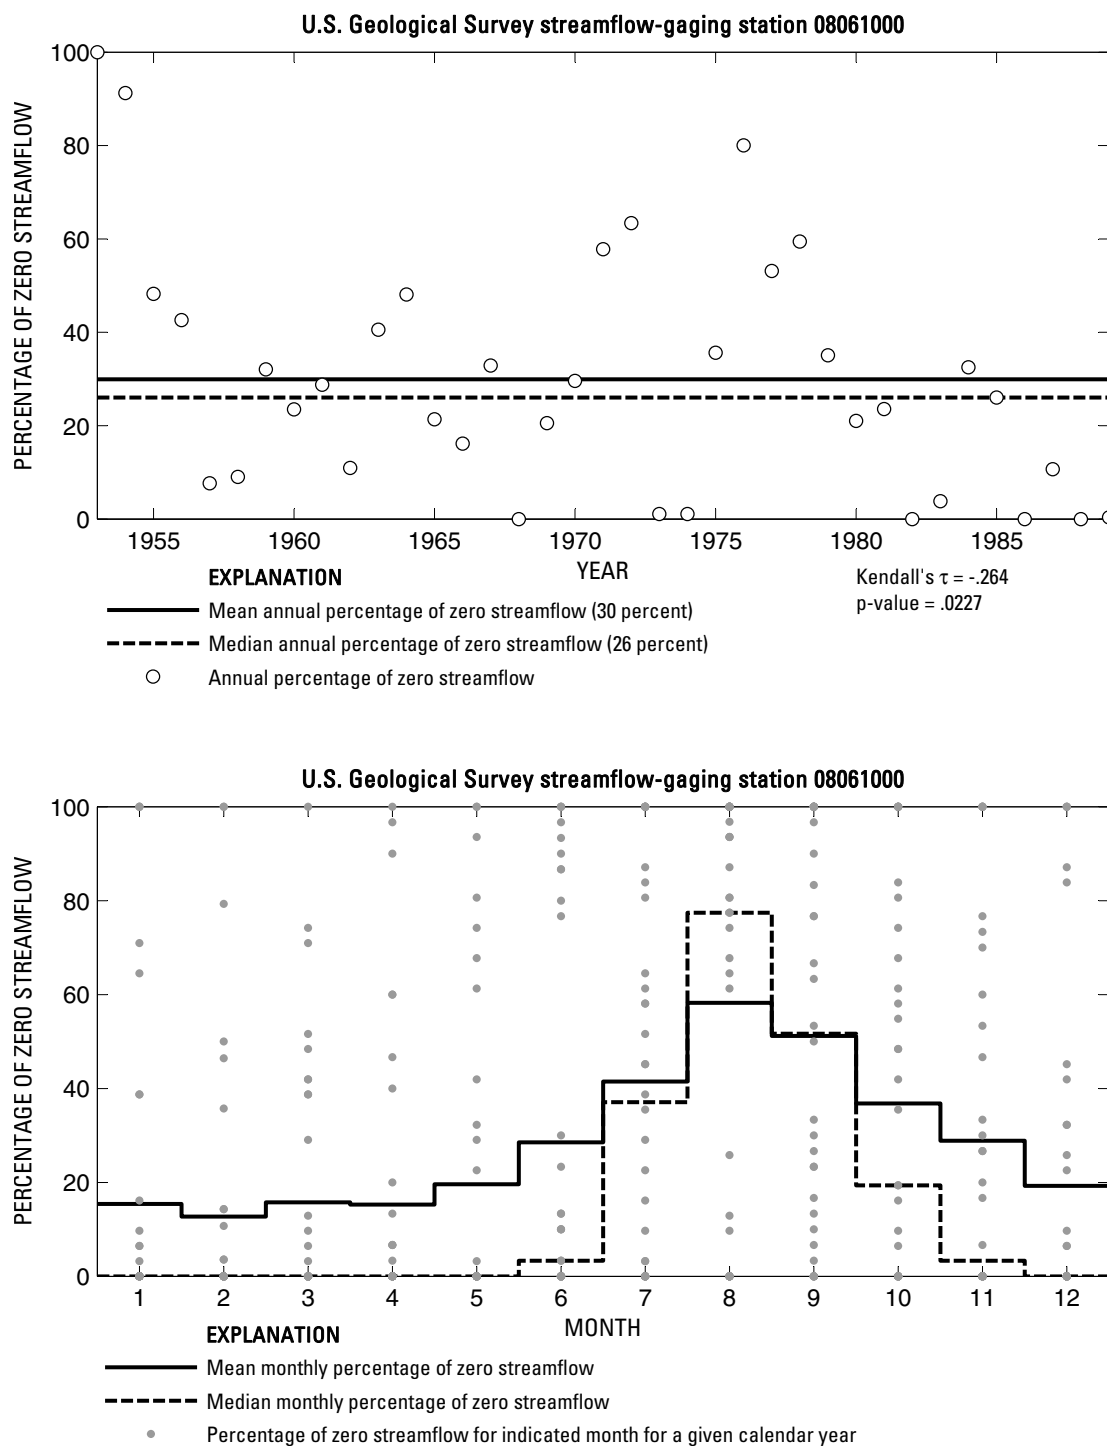 U.S. Geological Survey streamflow-gaging station 08061000
PERCENTAGE OF ZERO STREAMFLOW
100
80
60
40
20
0
1955 1960 1965 1970 1975 1980 1985
YEAR
Kendall's τ = -.264
p-value = .0227
EXPLANATION
Mean annual percentage of zero streamflow (30 percent)
Median annual percentage of zero streamflow (26 percent)
Annual percentage of zero streamflow
U.S. Geological Survey streamflow-gaging station 08061000
PERCENTAGE OF ZERO STREAMFLOW
100
80
60
40
20
0
1 2 3 4 5 6 7 8 9 10 11 12
MONTH
EXPLANATION
Mean monthly percentage of zero streamflow
Median monthly percentage of zero streamflow
Percentage of zero streamflow for indicated month for a given calendar year